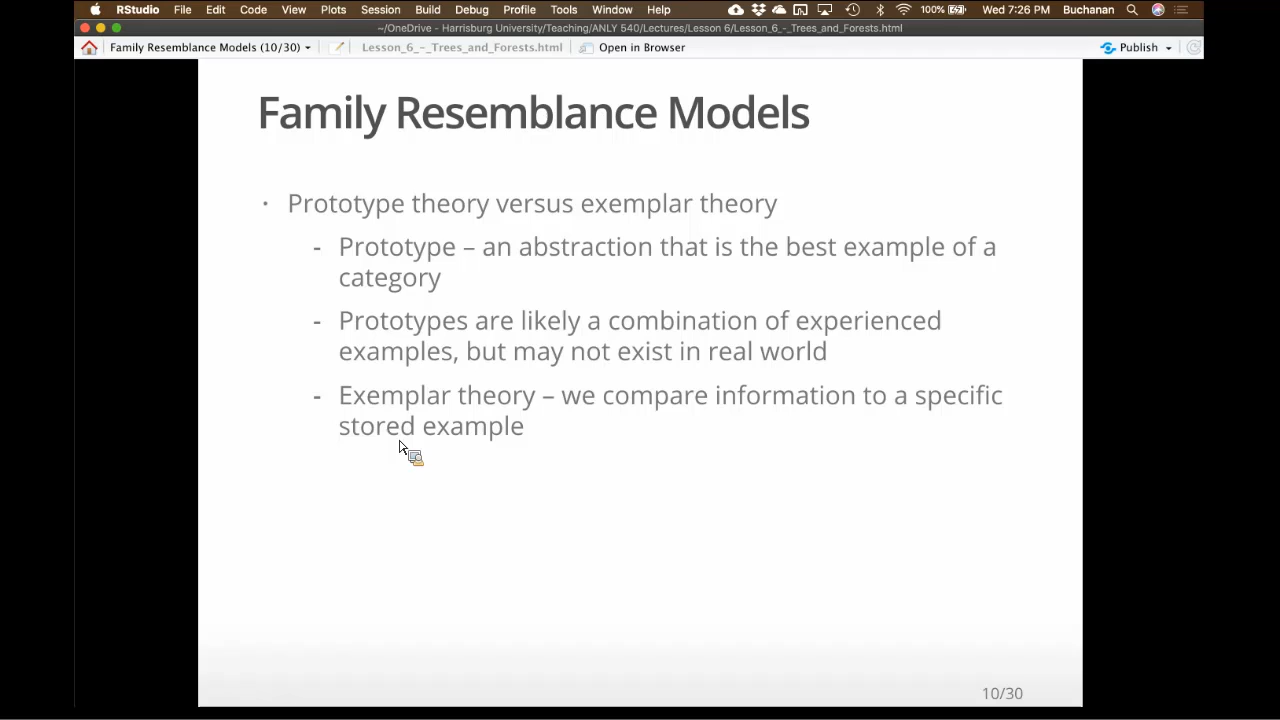 RStudio File Edit Code View Plots Session Build Debug Profile Tools Window Help 100% Wed 7:26 PM Buchanan
~/OneDrive - Harrisburg University/Teaching/ANLY 540/Lectures/Lesson 6/Lesson_6_-_Trees_and_Forests.html
Family Resemblance Models (10/30) Lesson_6_-_Trees_and_Forests.html Open in Browser Publish
Family Resemblance Models
· Prototype theory versus exemplar theory
- Prototype – an abstraction that is the best example of a
category
- Prototypes are likely a combination of experienced
examples, but may not exist in real world
- Exemplar theory – we compare information to a specific
stored example
10/30